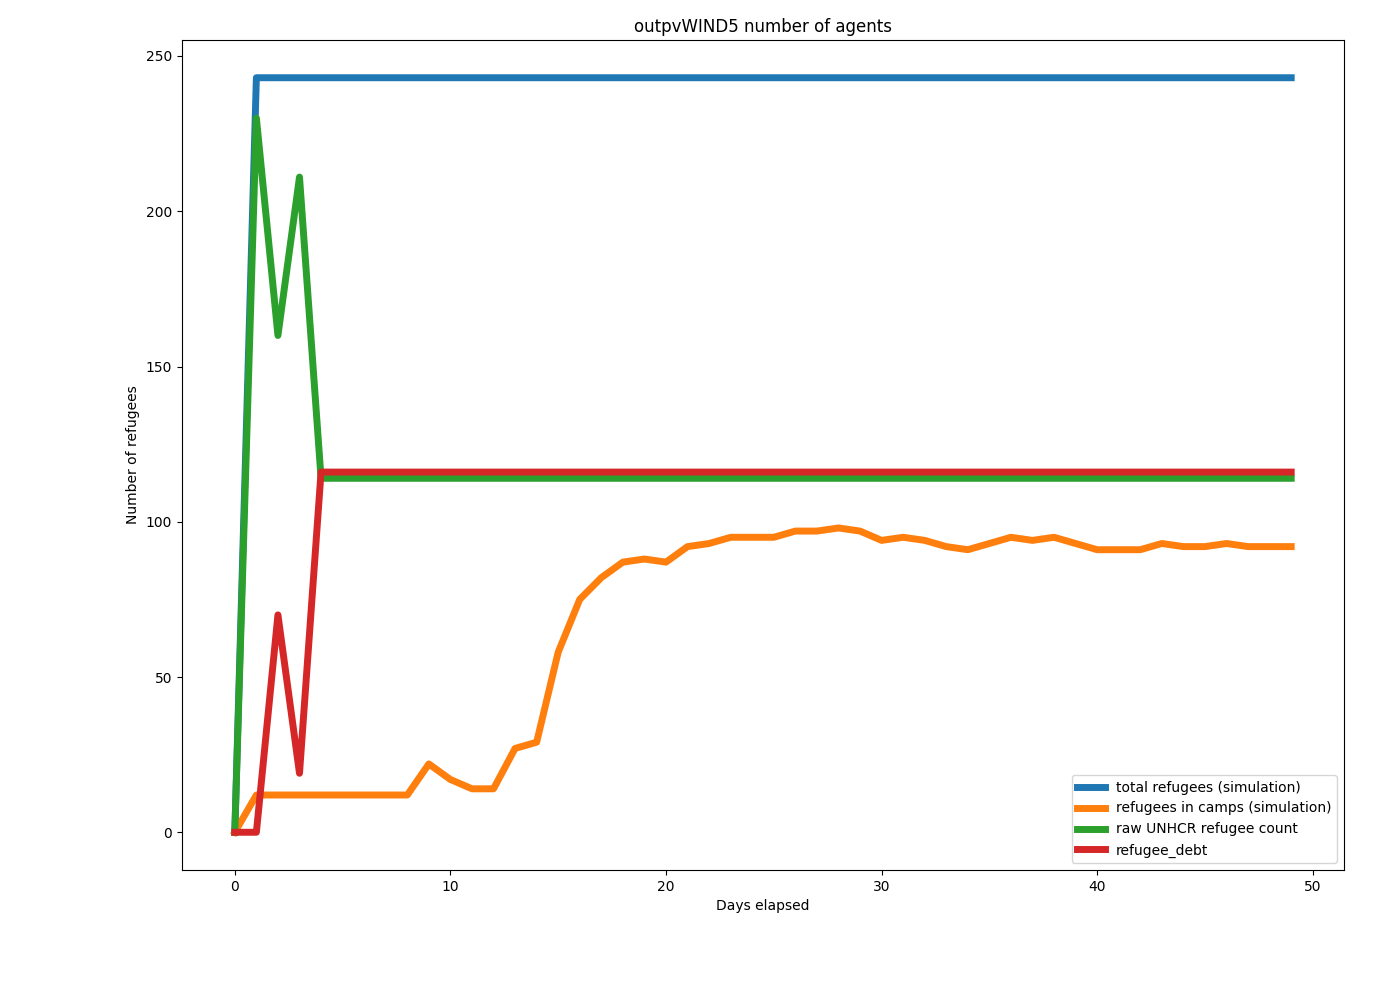 outpvWIND5 number of agents
250
200
150
100
50
0
Number of refugees
0 10 20 30 40 50
Days elapsed
total refugees (simulation)
refugees in camps (simulation)
raw UNHCR refugee count
refugee_debt